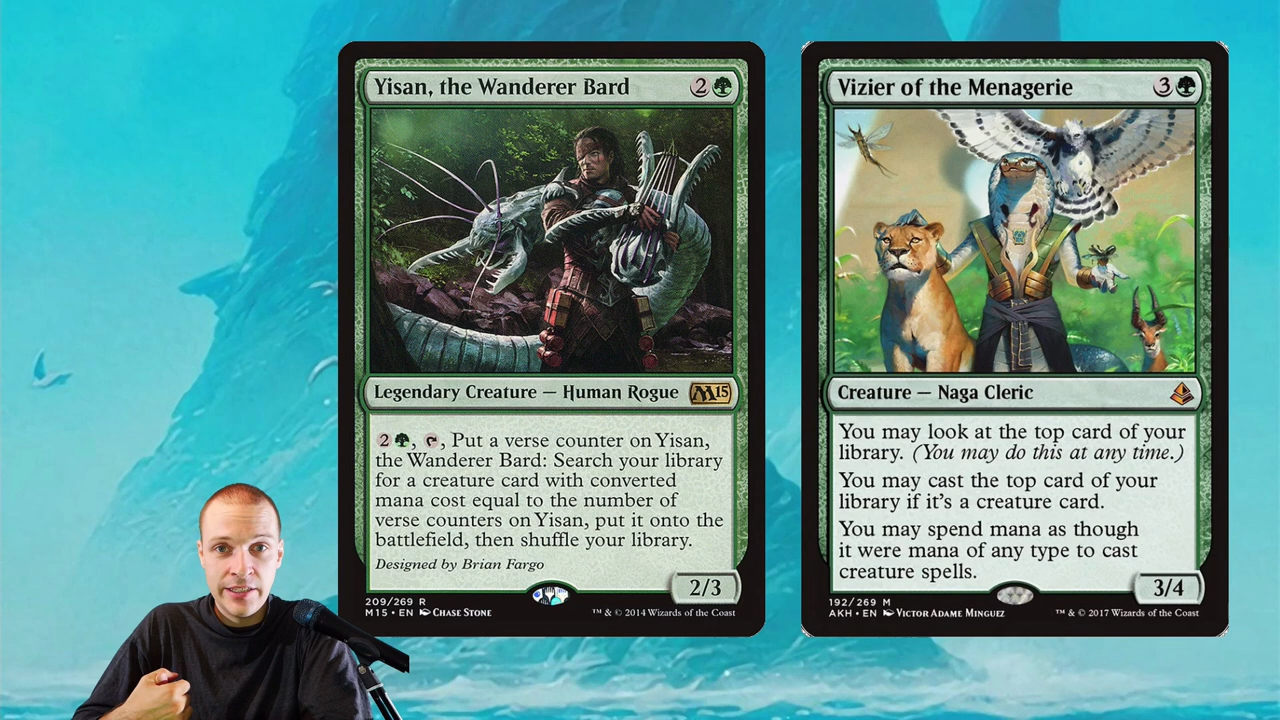 Yisan, the Wanderer Bard 2
Legendary Creature — Human Rogue M15
2 , , Put a verse counter on Yisan,
the Wanderer Bard: Search your library
for a creature card with converted
mana cost equal to the number of
verse counters on Yisan, put it onto the
battlefield, then shuffle your library.
Designed by Brian Fargo
2/3
209/269 R
M15 • EN Chase Stone ™ & © 2014 Wizards of the Coast
Vizier of the Menagerie 3
Creature — Naga Cleric
You may look at the top card of your
library. (You may do this at any time.)
You may cast the top card of your
library if it's a creature card.
You may spend mana as though
it were mana of any type to cast
creature spells.
3/4
192/269 M
AKH • EN Victor Adame Minguez ™ & © 2017 Wizards of the Coast